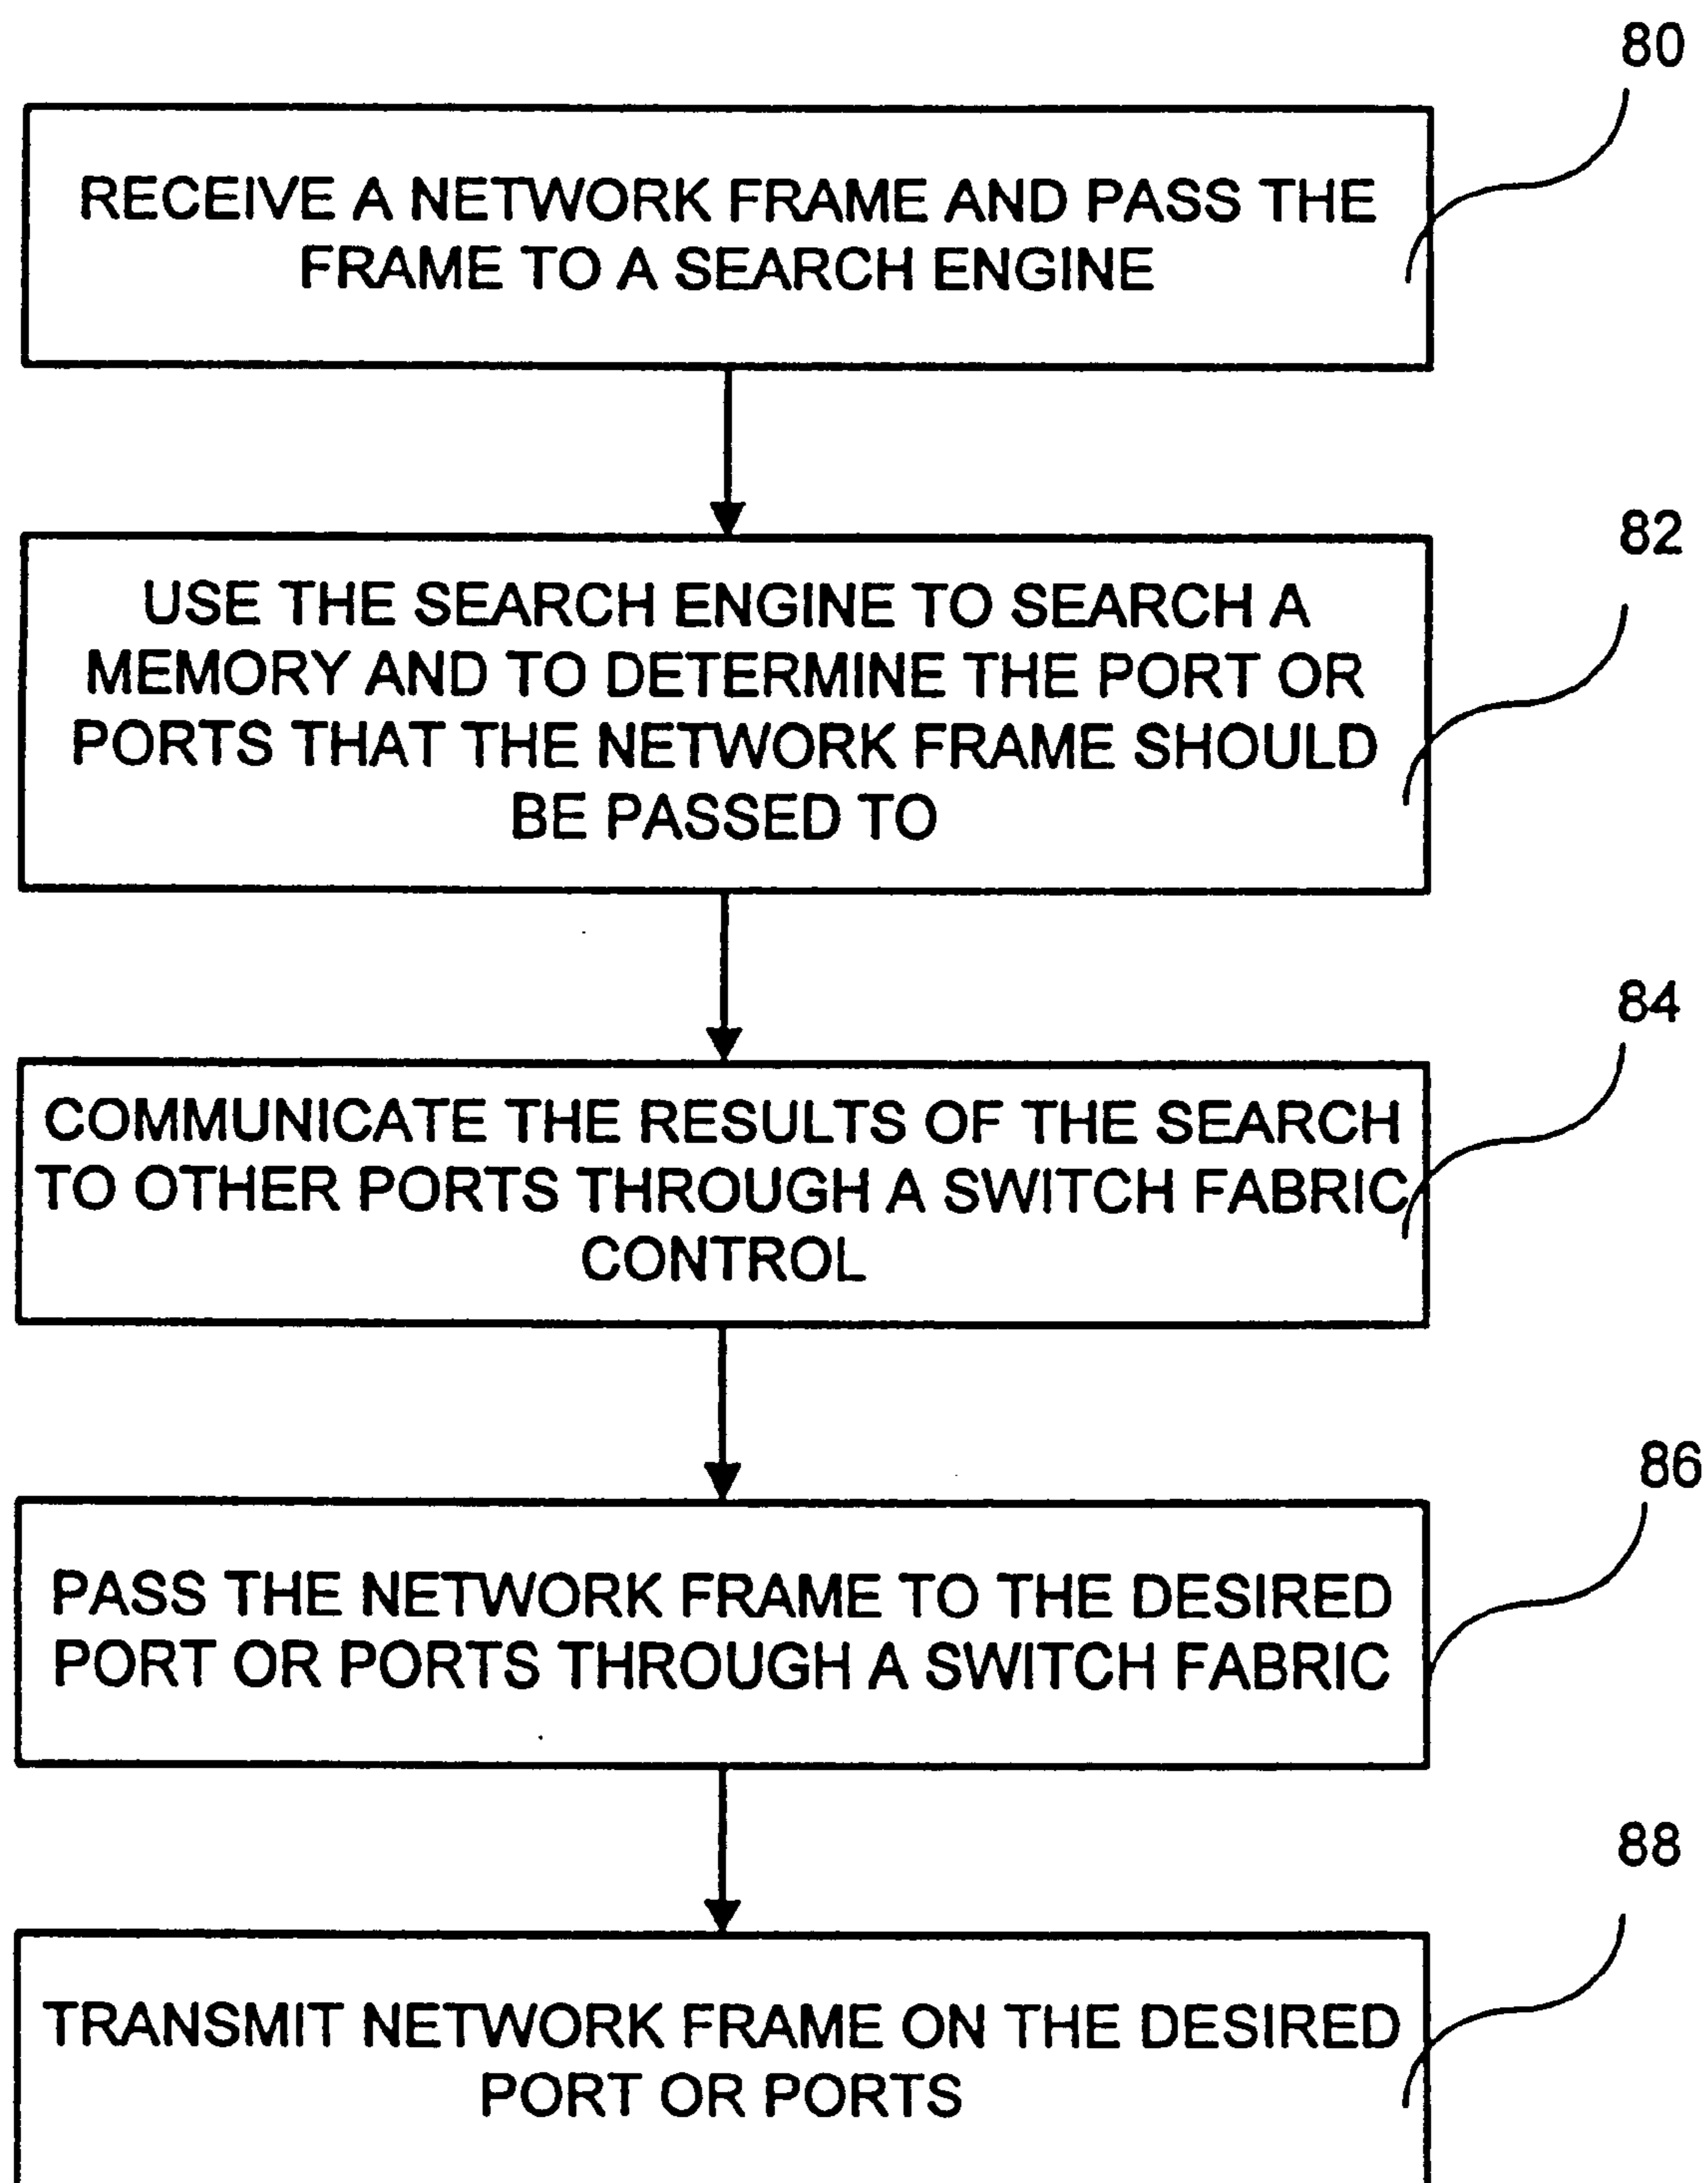 80
RECEIVE A NETWORK FRAME AND PASS THE
FRAME TO A SEARCH ENGINE
82
USE THE SEARCH ENGINE TO SEARCH A
MEMORY AND TO DETERMINE THE PORT OR
PORTS THAT THE NETWORK FRAME SHOULD
BE PASSED TO
84
COMMUNICATE THE RESULTS OF THE SEARCH
TO OTHER PORTS THROUGH A SWITCH FABRIC
CONTROL
86
PASS THE NETWORK FRAME TO THE DESIRED
PORT OR PORTS THROUGH A SWITCH FABRIC
88
TRANSMIT NETWORK FRAME ON THE DESIRED
PORT OR PORTS